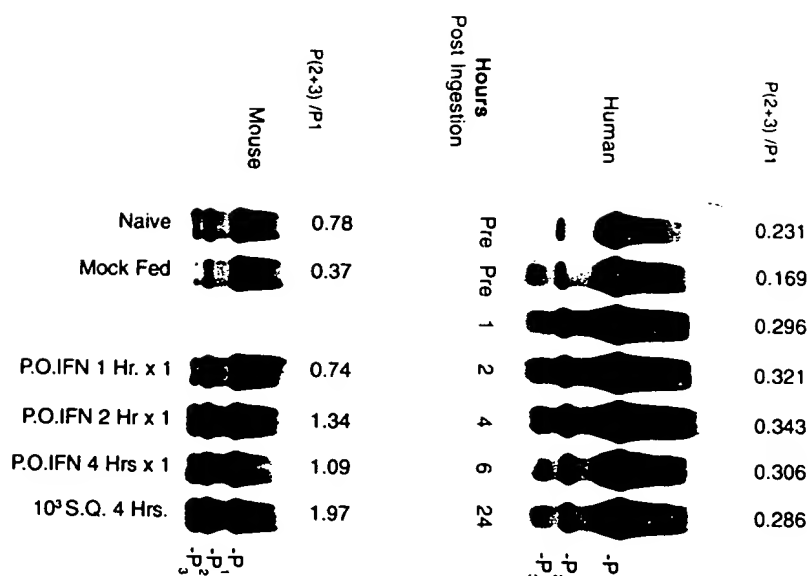 P(2+3) /P1
Mouse
Naive 0.78
Mock Fed 0.37
P.O.IFN 1 Hr. x 1 0.74
P.O.IFN 2 Hr x 1 1.34
P.O.IFN 4 Hrs x 1 1.09
10³ S.Q. 4 Hrs. 1.97
-P3 -P2 -P1 -P
Hours
Post Ingestion
Human
P(2+3) /P1
Pre 0.231
Pre 0.169
1 0.296
2 0.321
4 0.343
6 0.306
24 0.286
-P -P -P